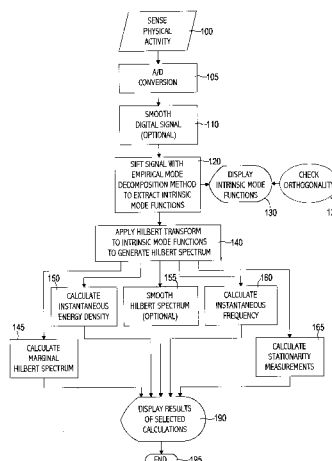 SENSE
PHYSICAL
ACTIVITY
100
A/D
CONVERSION
105
SMOOTH
DIGITAL SIGNAL
(OPTIONAL)
110
SIFT SIGNAL WITH
EMPIRICAL MODE
DECOMPOSITION METHOD
TO EXTRACT INTRINSIC
MODE FUNCTIONS
120
DISPLAY
INTRINSIC MODE
FUNCTIONS
130
CHECK
ORTHOGONALITY
APPLY HILBERT TRANSFORM
TO INTRINSIC MODE FUNCTIONS
TO GENERATE HILBERT SPECTRUM
140
150
CALCULATE
INSTANTANEOUS
ENERGY DENSITY
155
SMOOTH
HILBERT SPECTRUM
(OPTIONAL)
160
CALCULATE
INSTANTANEOUS
FREQUENCY
145
CALCULATE
MARGINAL
HILBERT SPECTRUM
165
CALCULATE
STATIONARITY
MEASUREMENTS
DISPLAY RESULTS
OF SELECTED
CALCULATIONS
190
END
195